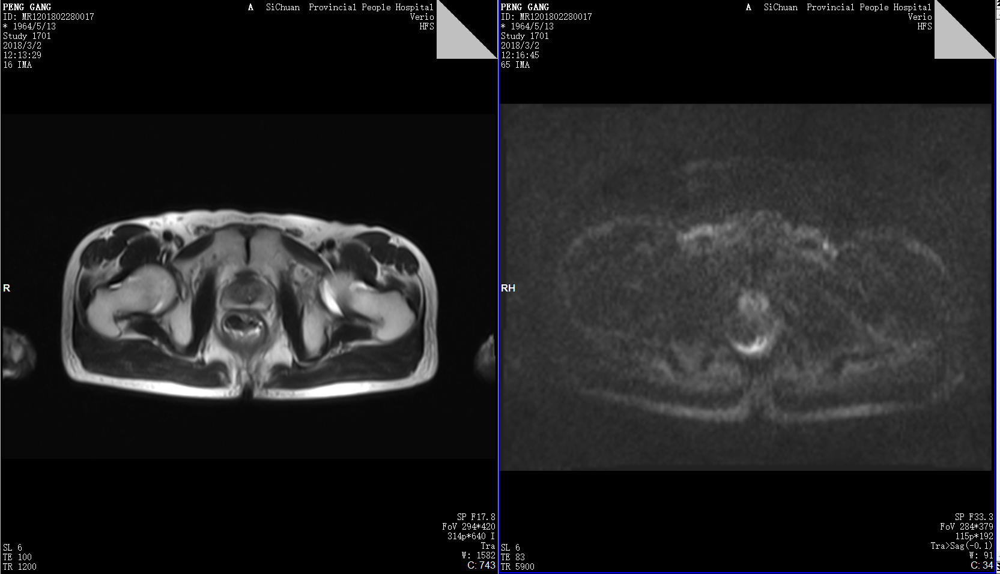 PENG GANG
ID: MR1201802280017
* 1964/5/13
Study 1701
2018/3/2
12:13:29
16 IMA
A
SiChuan Provincial People Hospital
Verio
HFS
R
SP F17.8
FoV 294*420
314p*640 I
Tra
W: 1582
C: 743
SL 6
TE 100
TR 1200
PENG GANG
ID: MR1201802280017
* 1964/5/13
Study 1701
2018/3/2
12:16:45
65 IMA
A
SiChuan Provincial People Hospital
Verio
HFS
RH
SP F33.3
FoV 284*379
115p*192
Tra>Sag(-0.1)
W: 91
C: 34
SL 6
TE 83
TR 5900